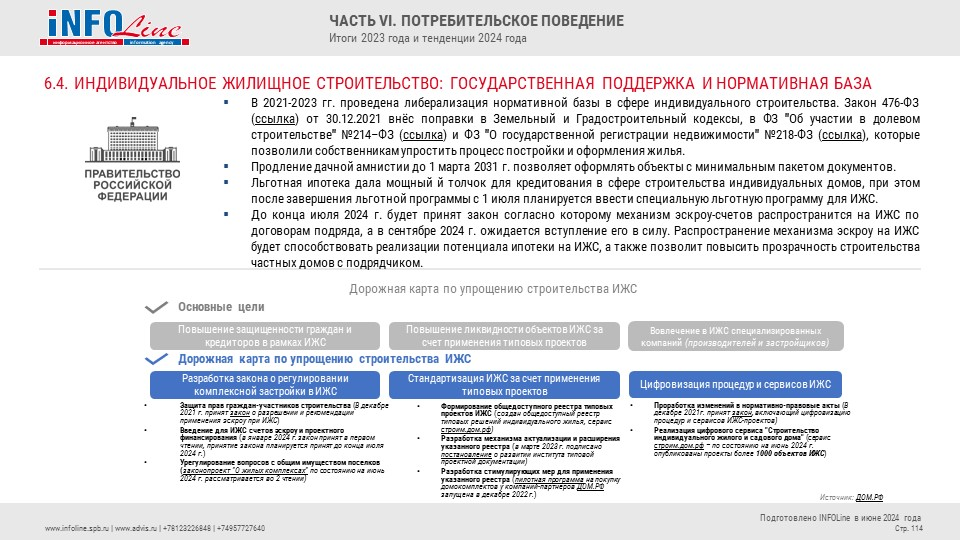 iNFOLine
информационное агентство information agency
ЧАСТЬ VI. ПОТРЕБИТЕЛЬСКОЕ ПОВЕДЕНИЕ
Итоги 2023 года и тенденции 2024 года
6.4. ИНДИВИДУАЛЬНОЕ ЖИЛИЩНОЕ СТРОИТЕЛЬСТВО: ГОСУДАРСТВЕННАЯ ПОДДЕРЖКА И НОРМАТИВНАЯ БАЗА
ПРАВИТЕЛЬСТВО
РОССИЙСКОЙ
ФЕДЕРАЦИИ
▪ В 2021-2023 гг. проведена либерализация нормативной базы в сфере индивидуального строительства. Закон 476-ФЗ
(ссылка) от 30.12.2021 внёс поправки в Земельный и Градостроительный кодексы, в ФЗ "Об участии в долевом
строительстве" №214–ФЗ (ссылка) и ФЗ "О государственной регистрации недвижимости" №218-ФЗ (ссылка), которые
позволили собственникам упростить процесс постройки и оформления жилья.
▪ Продление дачной амнистии до 1 марта 2031 г. позволяет оформлять объекты с минимальным пакетом документов.
▪ Льготная ипотека дала мощный й толчок для кредитования в сфере строительства индивидуальных домов, при этом
после завершения льготной программы с 1 июля планируется ввести специальную льготную программу для ИЖС.
▪ До конца июля 2024 г. будет принят закон согласно которому механизм эскроу-счетов распространится на ИЖС по
договорам подряда, а в сентябре 2024 г. ожидается вступление его в силу. Распространение механизма эскроу на ИЖС
будет способствовать реализации потенциала ипотеки на ИЖС, а также позволит повысить прозрачность строительства
частных домов с подрядчиком.
Дорожная карта по упрощению строительства ИЖС
Основные цели
Повышение защищенности граждан и
кредиторов в рамках ИЖС
Повышение ликвидности объектов ИЖС за
счет применения типовых проектов
Вовлечение в ИЖС специализированных
компаний (производителей и застройщиков)
Дорожная карта по упрощению строительства ИЖС
Разработка закона о регулировании
комплексной застройки в ИЖС
Стандартизация ИЖС за счет применения
типовых проектов
Цифровизация процедур и сервисов ИЖС
• Защита прав граждан-участников строительства (В декабре
2021 г. принят закон о разрешении и рекомендации
применения эскроу при ИЖС)
• Введение для ИЖС счетов эскроу и проектного
финансирования (в январе 2024 г. закон принят в первом
чтении, принятие закона планируется принят до конца июля
2024 г.)
• Урегулирование вопросов с общим имуществом поселков
(законопроект "О жилых комплексах" по состоянию на июнь
2024 г. рассматривается во 2 чтении)
• Формирование общедоступного реестра типовых
проектов ИЖС (создан общедоступный реестр
типовых решений индивидуального жилья, сервис
строим.дом.рф)
• Разработка механизма актуализации и расширения
указанного реестра (в марте 2023 г. подписано
постановление о развитии института типовой
проектной документации)
• Разработка стимулирующих мер для применения
указанного реестра (пилотная программа на покупку
домокомплектов у компаний-партнеров ДОМ.РФ
запущена в декабре 2022 г.)
• Проработка изменений в нормативно-правовые акты (В
декабре 2021г. принят закон, включающий цифровизацию
процедур и сервисов ИЖС-проектов)
• Реализация цифрового сервиса "Строительство
индивидуального жилого и садового дома" (сервис
строим.дом.рф – по состоянию на июнь 2024 г.
опубликованы проекты более 1000 объектов ИЖС)
Источник: ДОМ.РФ
Подготовлено INFOLine в июне 2024 года
www.infoline.spb.ru | www.advis.ru | +78123226848 | +74957727640
Стр. 114